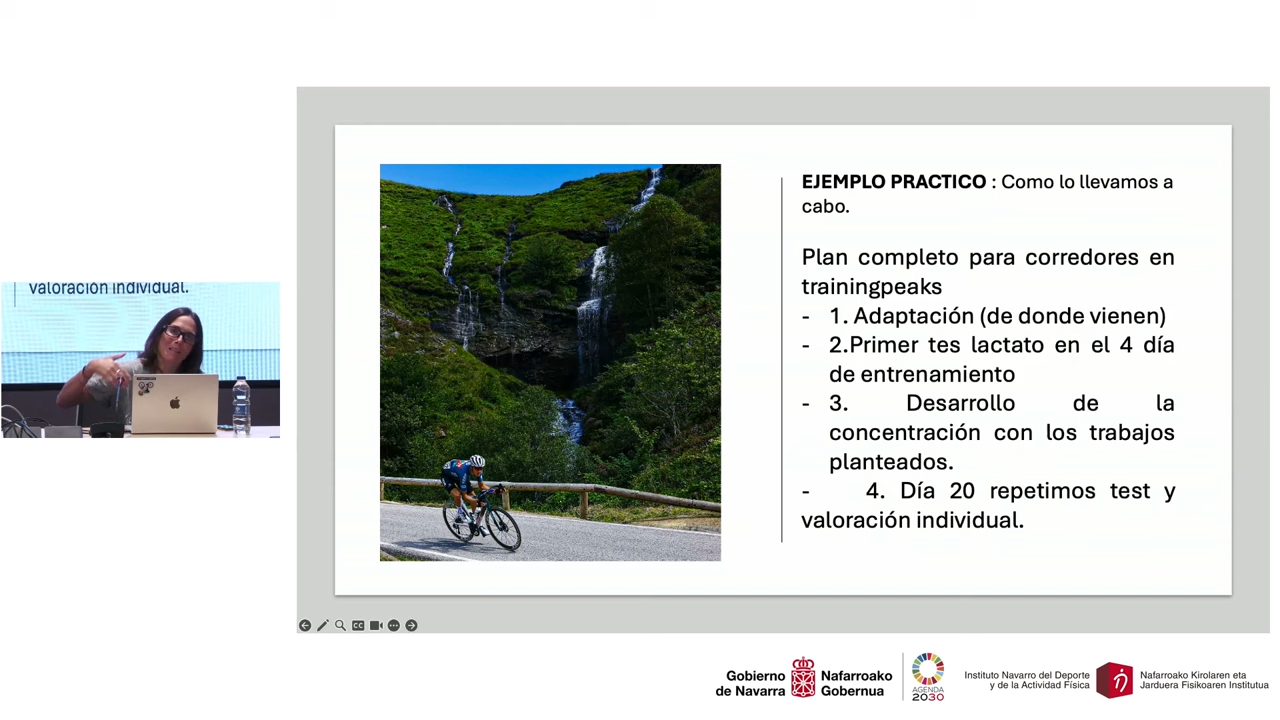 valoración individual.
EJEMPLO PRACTICO : Como lo llevamos a
cabo.
Plan completo para corredores en
trainingpeaks
- 1. Adaptación (de donde vienen)
- 2.Primer tes lactato en el 4 día
de entrenamiento
- 3. Desarrollo de la
concentración con los trabajos
planteados.
- 4. Día 20 repetimos test y
valoración individual.
CC
Gobierno
de Navarra
Nafarroako
Gobernua
AGENDA
2030
Instituto Navarro del Deporte
y de la Actividad Física
Nafarroako Kirolaren eta
Jarduera Fisikoaren Institutua